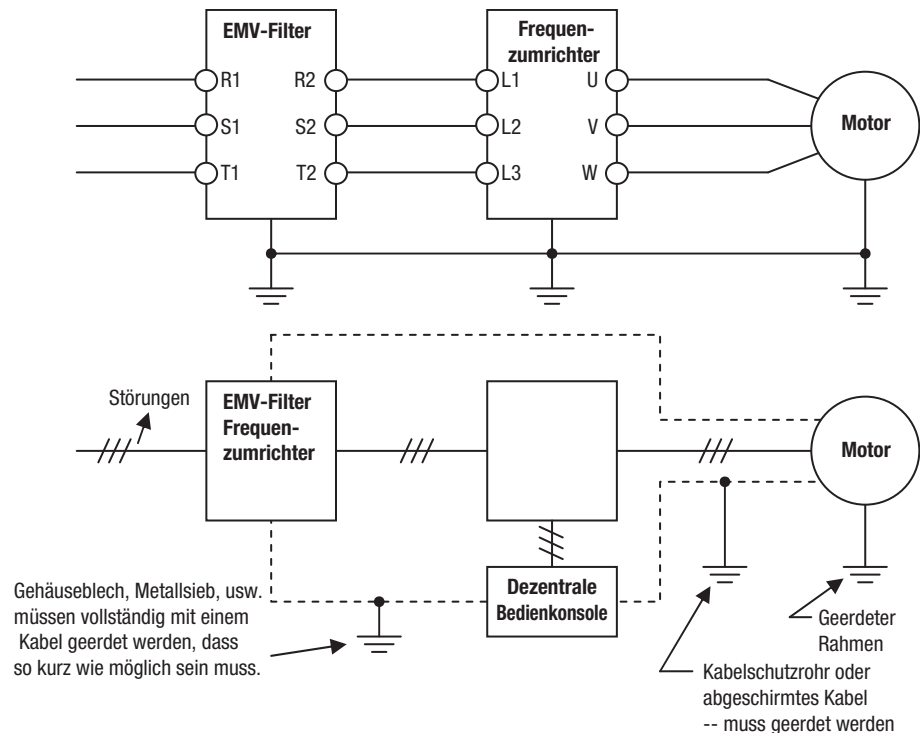 EMV-Filter
Frequen-
zumrichter
R1 R2 L1 U
S1 S2 L2 V
Motor
T1 T2 L3 W
Störungen
EMV-Filter
Frequen-
zumrichter
Motor
Dezentrale
Bedienkonsole
Gehäuseblech, Metallsieb, usw.
müssen vollständig mit einem
Kabel geerdet werden, dass
so kurz wie möglich sein muss.
Geerdeter
Rahmen
Kabelschutzrohr oder
abgeschirmtes Kabel
-- muss geerdet werden